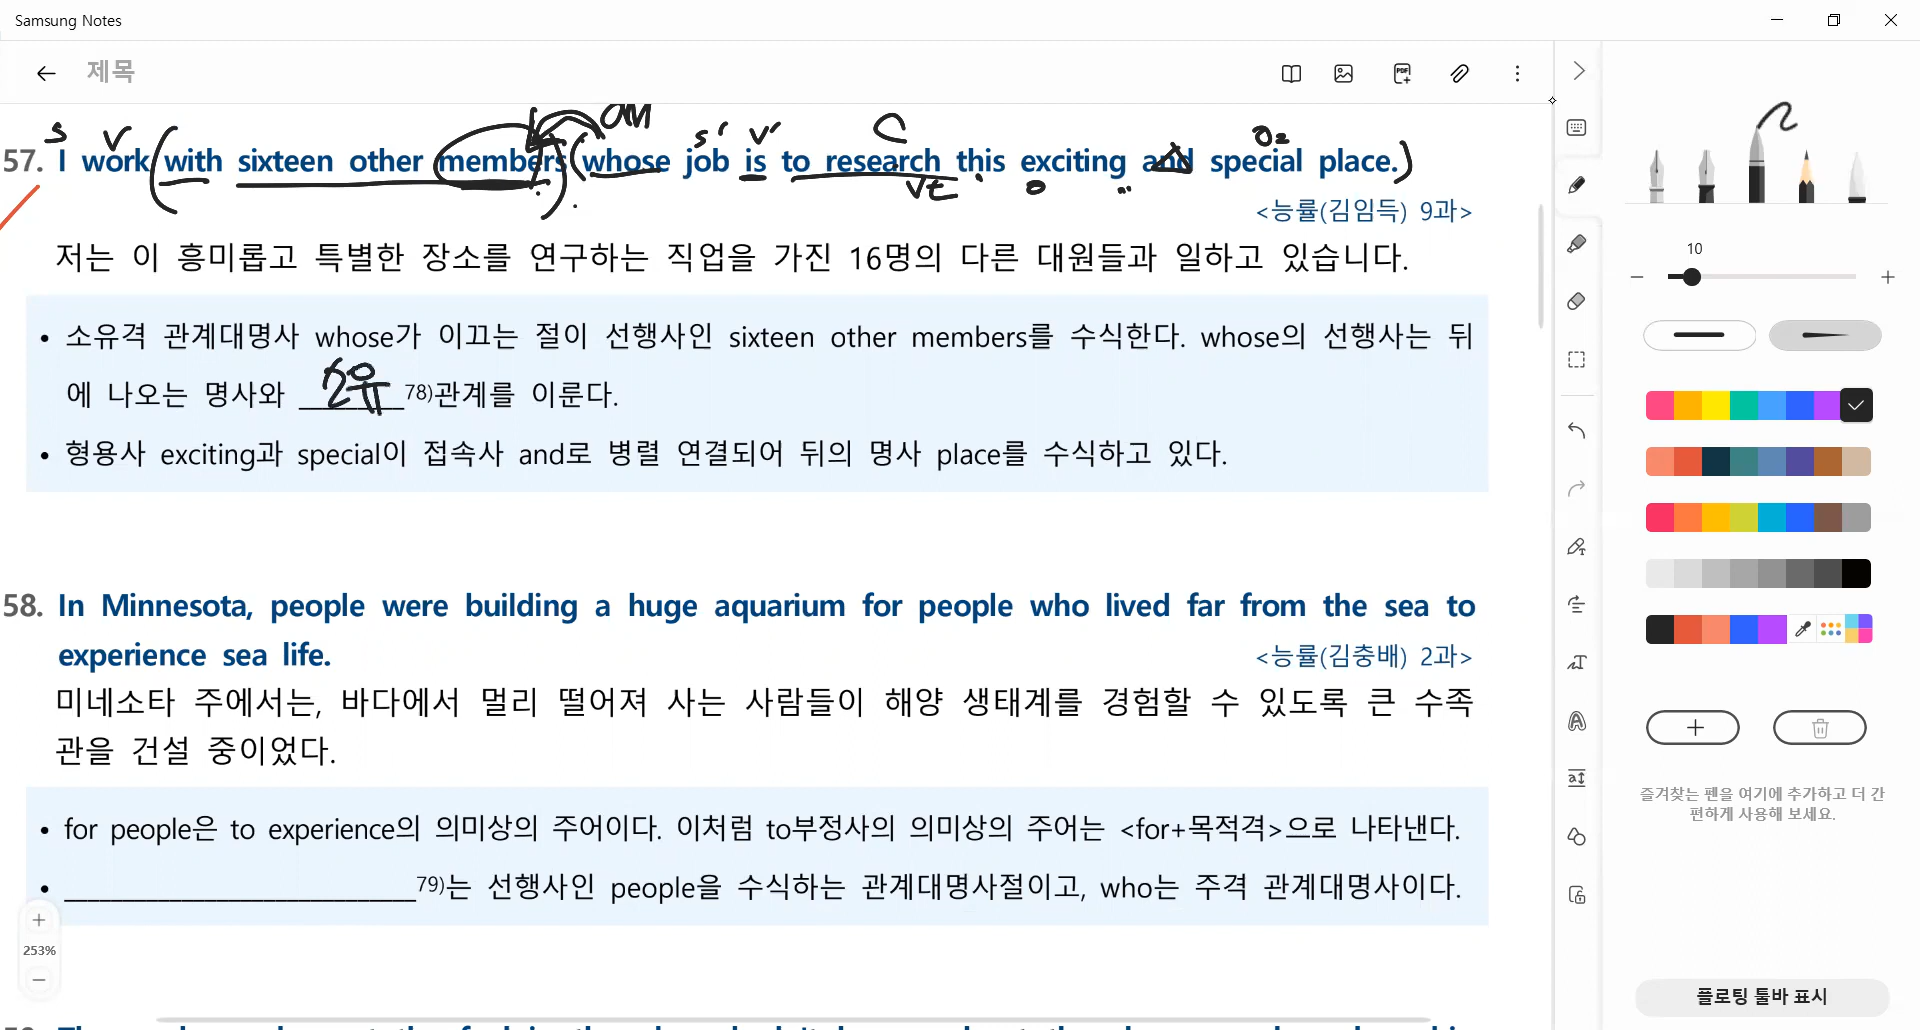 Samsung Notes
제목
S V S' V' C O₂
57. I work with sixteen other members whose job is to research this exciting and special place.
Vt O
<능률(김임득) 9과>
저는 이 흥미롭고 특별한 장소를 연구하는 직업을 가진 16명의 다른 대원들과 일하고 있습니다.
• 소유격 관계대명사 whose가 이끄는 절이 선행사인 sixteen other members를 수식한다. whose의 선행사는 뒤
에 나오는 명사와 소유78)관계를 이룬다.
• 형용사 exciting과 special이 접속사 and로 병렬 연결되어 뒤의 명사 place를 수식하고 있다.
58. In Minnesota, people were building a huge aquarium for people who lived far from the sea to
experience sea life.
<능률(김충배) 2과>
미네소타 주에서는, 바다에서 멀리 떨어져 사는 사람들이 해양 생태계를 경험할 수 있도록 큰 수족
관을 건설 중이었다.
• for people은 to experience의 의미상의 주어이다. 이처럼 to부정사의 의미상의 주어는 <for+목적격>으로 나타낸다.
• ______________________79)는 선행사인 people을 수식하는 관계대명사절이고, who는 주격 관계대명사이다.
253%
10
즐겨찾는 펜을 여기에 추가하고 더 간
편하게 사용해 보세요.
플로팅 툴바 표시